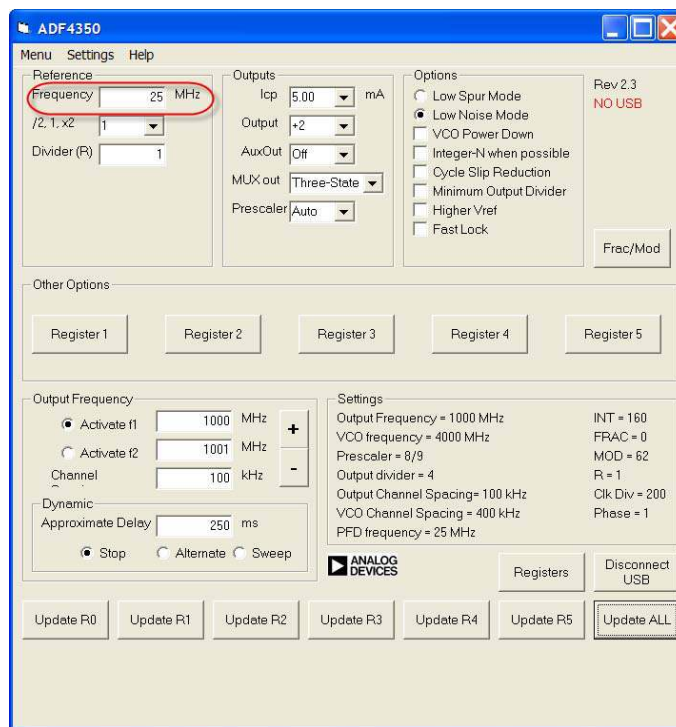 ADF4350
Menu Settings Help
Reference
Frequency 25 MHz
/2, 1, x2 1
Divider (R) 1
Outputs
Icp 5.00 mA
Output +2
AuxOut Off
MUX out Three-State
Prescaler Auto
Options
Low Spur Mode
Low Noise Mode
VCO Power Down
Integer-N when possible
Cycle Slip Reduction
Minimum Output Divider
Higher Vref
Fast Lock
Rev 2.3
NO USB
Frac/Mod
Other Options
Register 1 Register 2 Register 3 Register 4 Register 5
Output Frequency
Activate f1 1000 MHz +
Activate f2 1001 MHz
Channel 100 kHz -
Dynamic
Approximate Delay 250 ms
Stop Alternate Sweep
Settings
Output Frequency = 1000 MHz
VCO frequency = 4000 MHz
Prescaler = 8/9
Output divider = 4
Output Channel Spacing= 100 kHz
VCO Channel Spacing = 400 kHz
PFD frequency = 25 MHz
INT = 160
FRAC = 0
MOD = 62
R = 1
Clk Div = 200
Phase = 1
ANALOG
DEVICES
Registers
Disconnect
USB
Update R0 Update R1 Update R2 Update R3 Update R4 Update R5 Update ALL